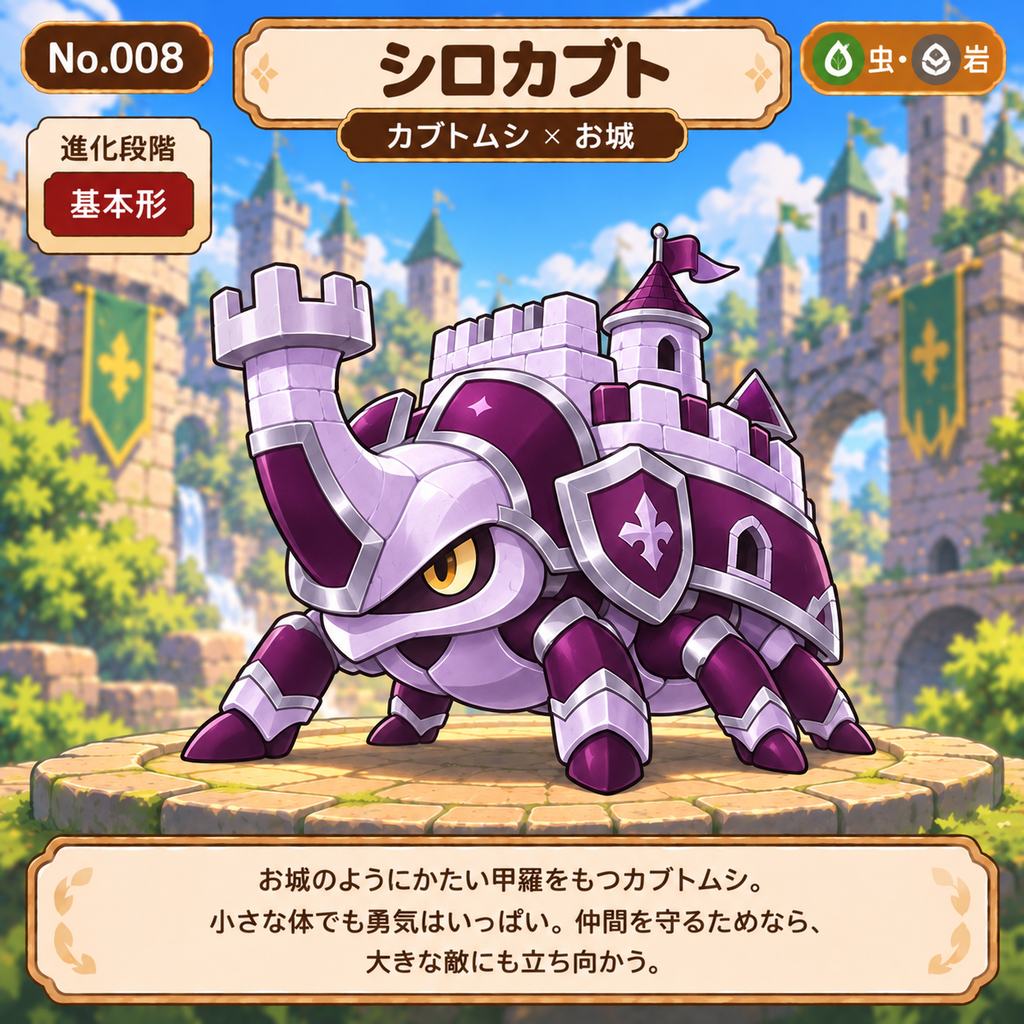 No.008
シロカブト
カブトムシ × お城
虫・岩
進化段階
基本形
お城のようにかたい甲羅をもつカブトムシ。
小さな体でも勇気はいっぱい。仲間を守るためなら、
大きな敵にも立ち向かう。